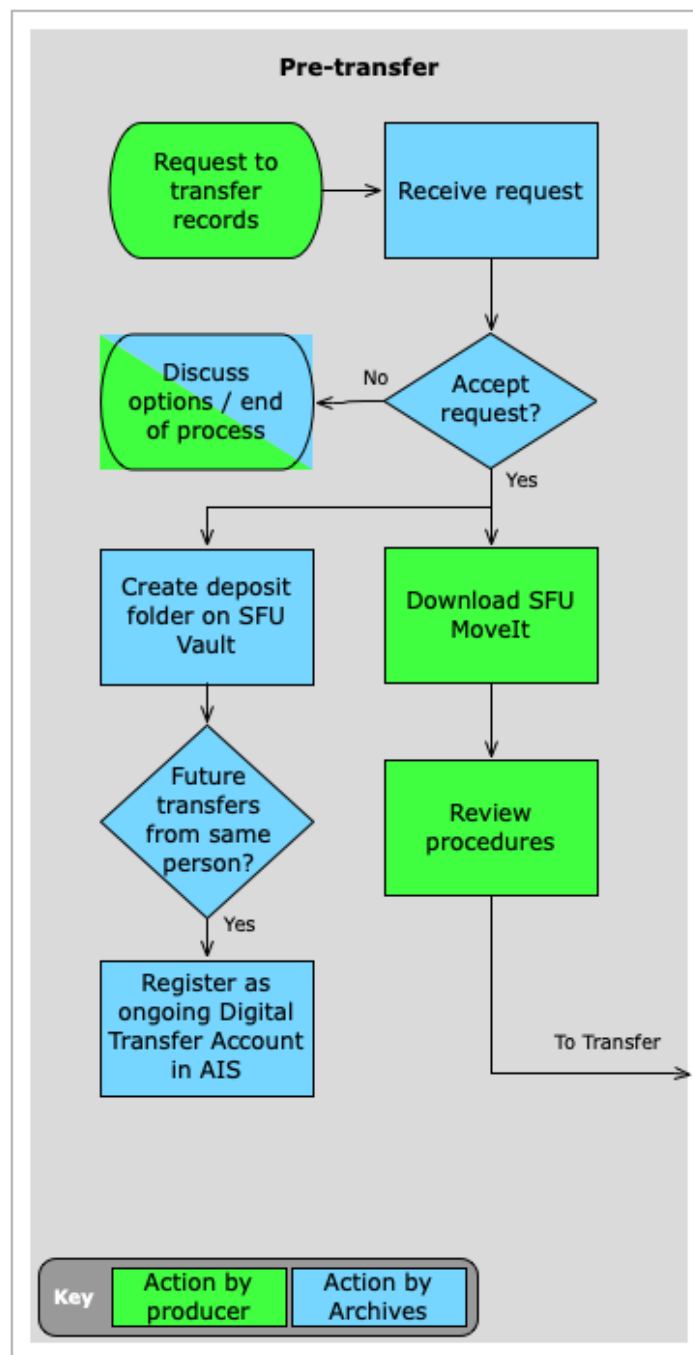 Pre-transfer
Request to
transfer
records
Receive request
Discuss
options / end
of process
No
Accept
request?
Yes
Create deposit
folder on SFU
Vault
Download SFU
MoveIt
Future
transfers
from same
person?
Review
procedures
Yes
Register as
ongoing Digital
Transfer Account
in AIS
To Transfer
Key
Action by
producer
Action by
Archives